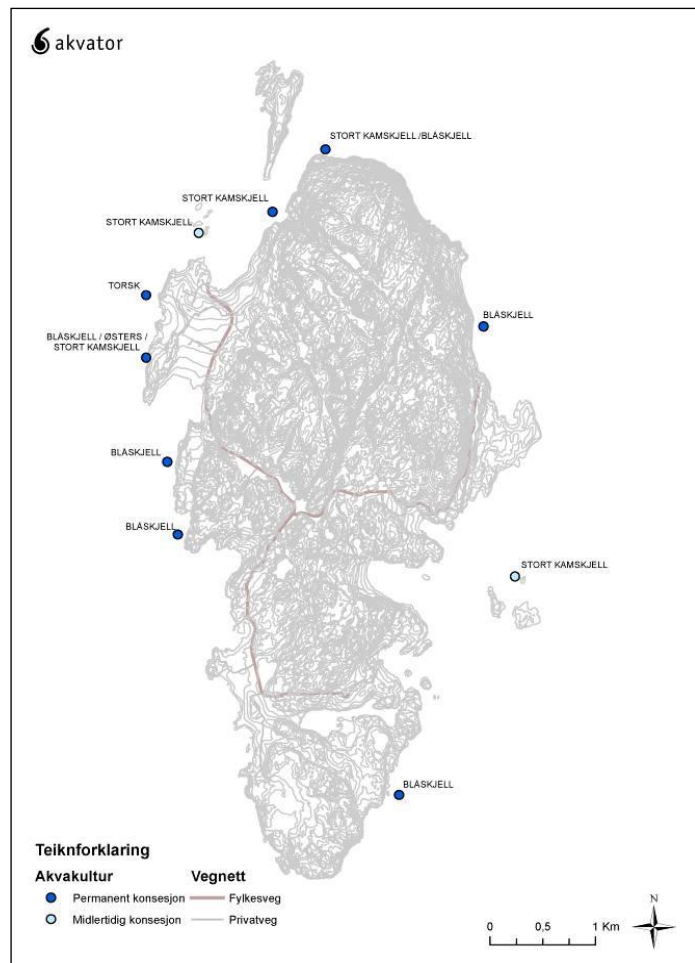 akvator
STORT KAMSKJELL /BLÅSKJELL
STORT KAMSKJELL
STORT KAMSKJELL
TORSK
BLÅSKJELL
BLÅSKJELL / ØSTERS /
STORT KAMSKJELL
BLÅSKJELL
BLÅSKJELL
STORT KAMSKJELL
BLÅSKJELL
Teiknforklaring
Akvakultur
Vegnett
Permanent konsesjon
Fylkesveg
Midlertidig konsesjon
Privatveg
0 0,5 1 Km
N